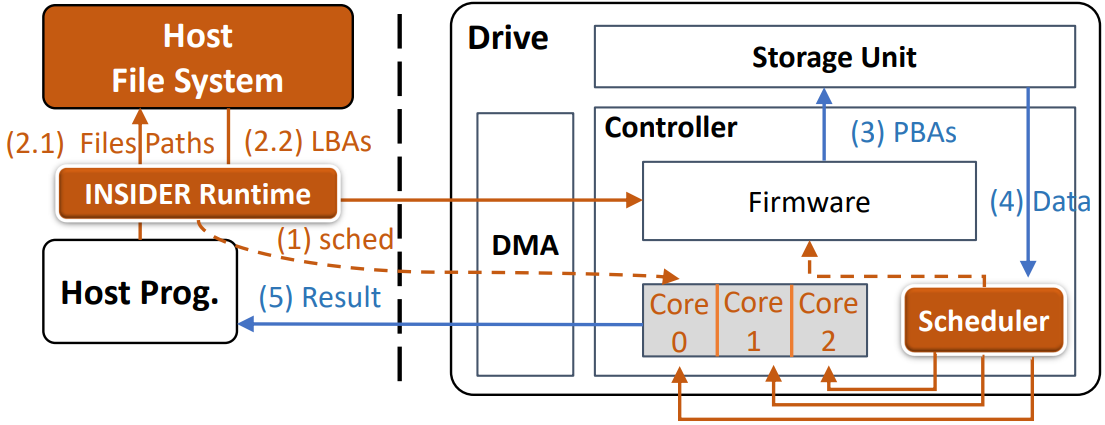 Host
File System
(2.1) Files Paths
(2.2) LBAs
INSIDER Runtime
(1) sched
Host Prog.
(5) Result
Drive
Storage Unit
DMA
Controller
(3) PBAs
Firmware
(4) Data
Core
0
Core
1
Core
2
Scheduler